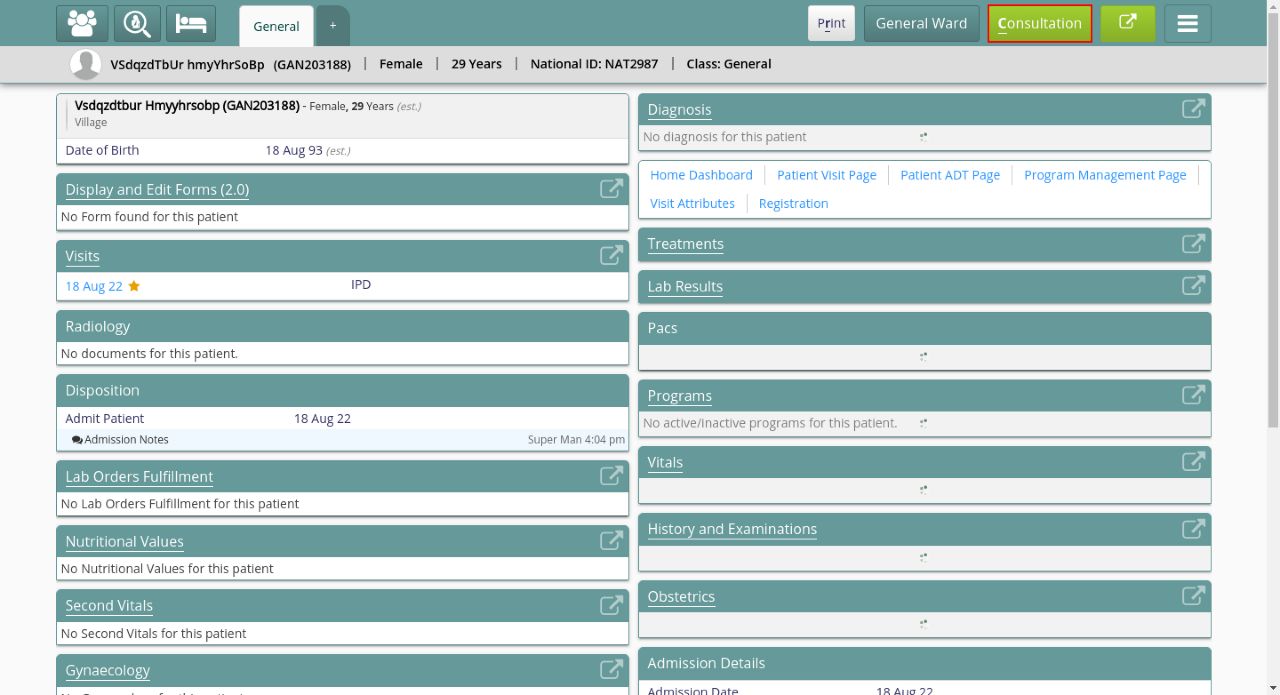 General
+
Print
General Ward
Consultation
VSdqzdTbUr hmyYhrSoBp (GAN203188) | Female | 29 Years | National ID: NAT2987 | Class: General
Vsdqzdtbur Hmyyhrsobp (GAN203188) - Female, 29 Years (est.)
Village
Date of Birth 18 Aug 93 (est.)
Display and Edit Forms (2.0)
No Form found for this patient
Visits
18 Aug 22 IPD
Radiology
No documents for this patient.
Disposition
Admit Patient 18 Aug 22
Admission Notes Super Man 4:04 pm
Lab Orders Fulfillment
No Lab Orders Fulfillment for this patient
Nutritional Values
No Nutritional Values for this patient
Second Vitals
No Second Vitals for this patient
Gynaecology
Diagnosis
No diagnosis for this patient
Home Dashboard Patient Visit Page Patient ADT Page Program Management Page
Visit Attributes Registration
Treatments
Lab Results
Pacs
Programs
No active/inactive programs for this patient.
Vitals
History and Examinations
Obstetrics
Admission Details
Admission Date 18 Aug 22